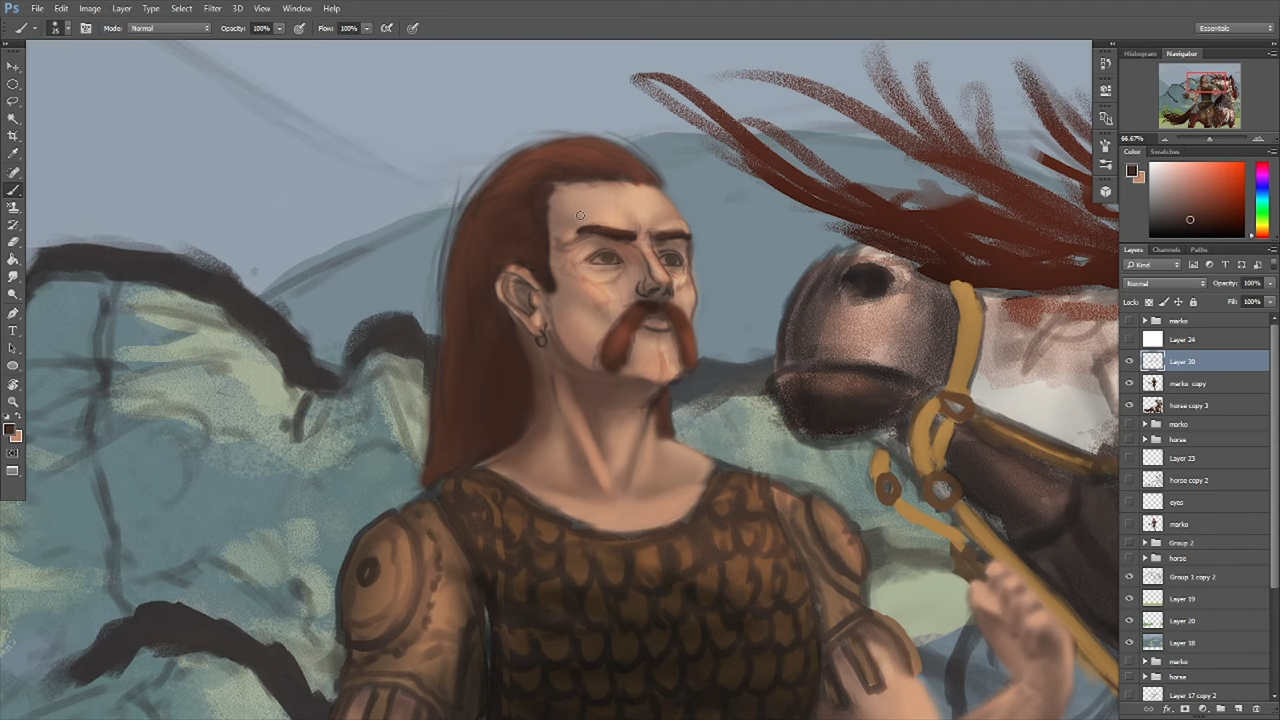 Ps File Edit Image Layer Type Select Filter 3D View Window Help
25 Mode: Normal Opacity: 100% Flow: 100% Essentials
Histogram Navigator
66.67%
Color Swatches
Layers Channels Paths
Kind
Normal Opacity: 100%
Lock: Fill: 100%
marko
Layer 24
Layer 30
marko copy
horse copy 3
marko
horse
Layer 23
horse copy 2
eyes
marko
Group 2
horse
Group 1 copy 2
Layer 19
Layer 20
Layer 18
marko
horse
Layer 17 copy 2